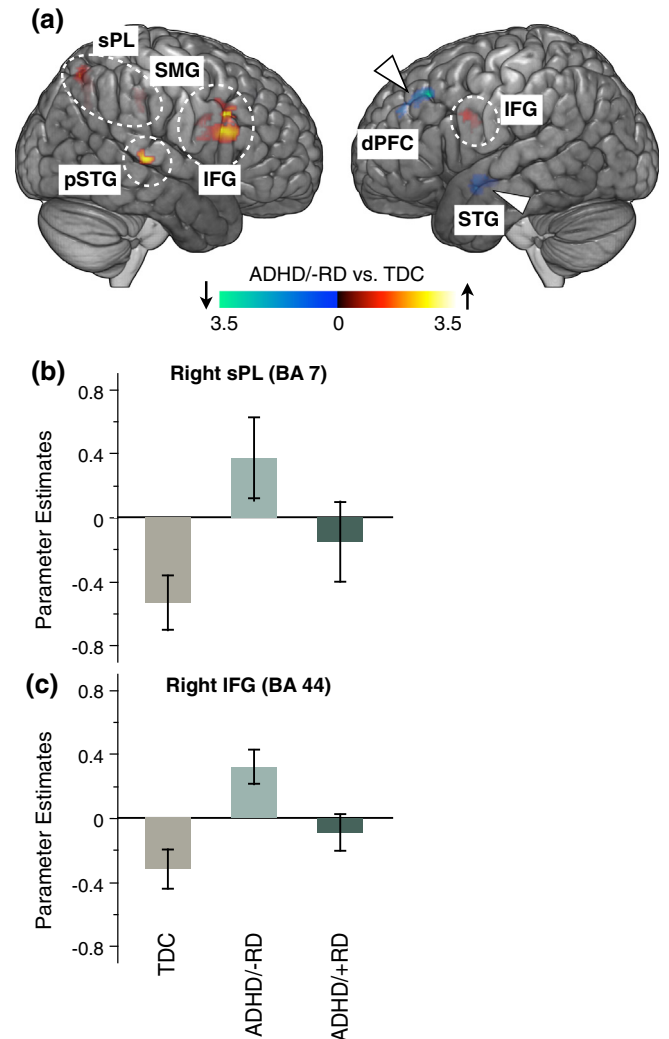 (a)
sPL
SMG
pSTG
IFG
dPFC
IFG
STG
ADHD/-RD vs. TDC
3.5 0 3.5
(b)
Right sPL (BA 7)
Parameter Estimates
0.8
0.4
0
-0.4
-0.8
(c)
Right IFG (BA 44)
Parameter Estimates
0.8
0.4
0
-0.4
-0.8
TDC
ADHD/-RD
ADHD/+RD